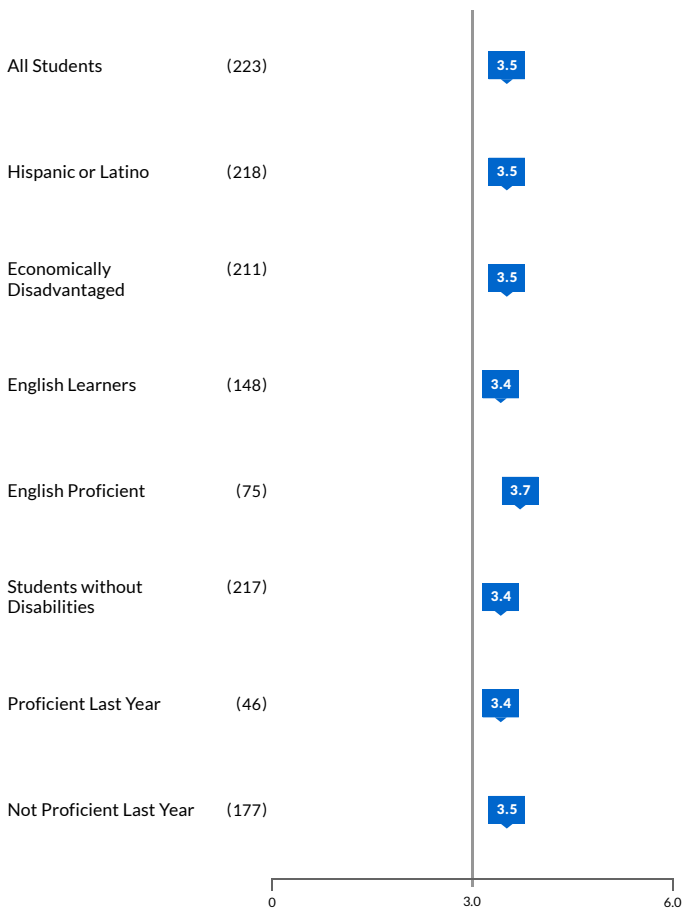 All Students (223) 3.5
Hispanic or Latino (218) 3.5
Economically (211) 3.5
Disadvantaged
English Learners (148) 3.4
English Proficient (75) 3.7
Students without (217) 3.4
Disabilities
Proficient Last Year (46) 3.4
Not Proficient Last Year (177) 3.5
0 3.0 6.0